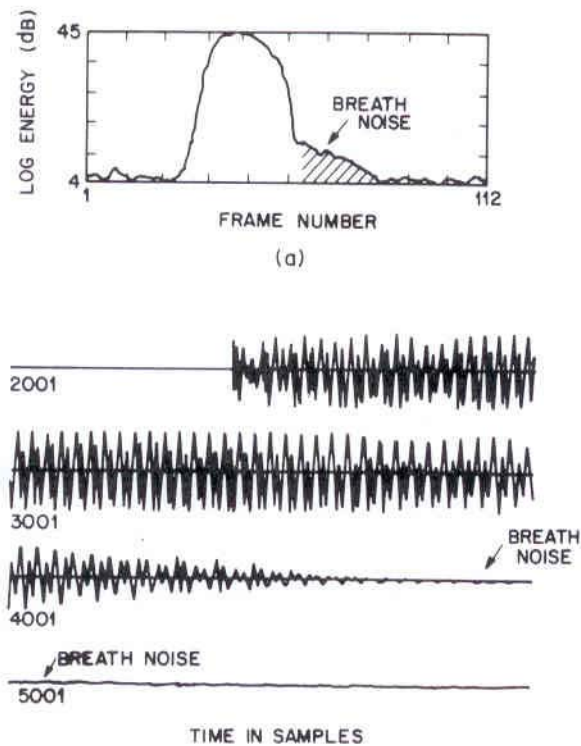 45
LOG ENERGY (dB)
BREATH
NOISE
4
1
112
FRAME NUMBER
(a)
2001
3001
BREATH
NOISE
4001
BREATH NOISE
5001
TIME IN SAMPLES